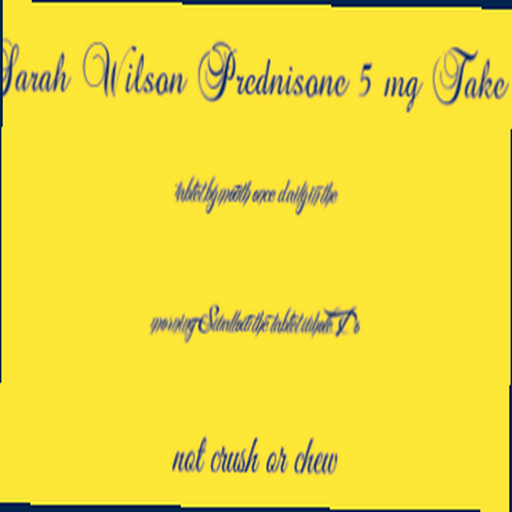 Sarah Wilson Prednisone 5 mg Take
tablet by mouth once daily in the
morning Swallow the tablet whole. Do
not crush or chew